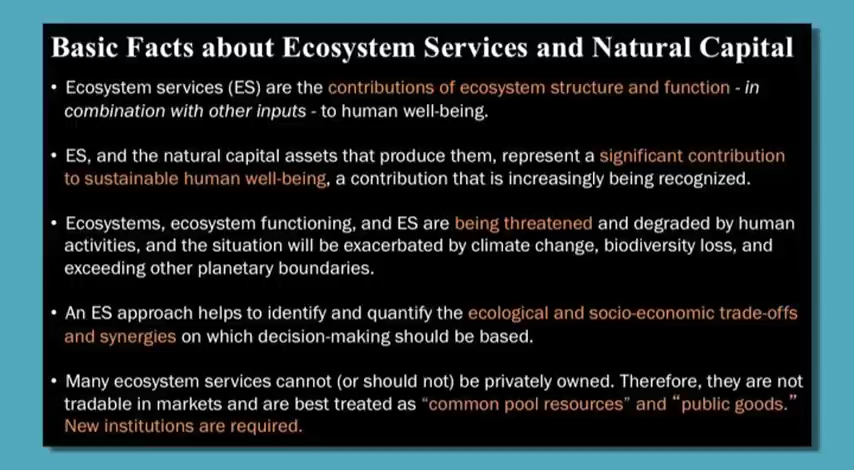 Basic Facts about Ecosystem Services and Natural Capital
• Ecosystem services (ES) are the contributions of ecosystem structure and function - in
combination with other inputs - to human well-being.
• ES, and the natural capital assets that produce them, represent a significant contribution
to sustainable human well-being, a contribution that is increasingly being recognized.
• Ecosystems, ecosystem functioning, and ES are being threatened and degraded by human
activities, and the situation will be exacerbated by climate change, biodiversity loss, and
exceeding other planetary boundaries.
• An ES approach helps to identify and quantify the ecological and socio-economic trade-offs
and synergies on which decision-making should be based.
• Many ecosystem services cannot (or should not) be privately owned. Therefore, they are not
tradable in markets and are best treated as “common pool resources” and “public goods.”
New institutions are required.